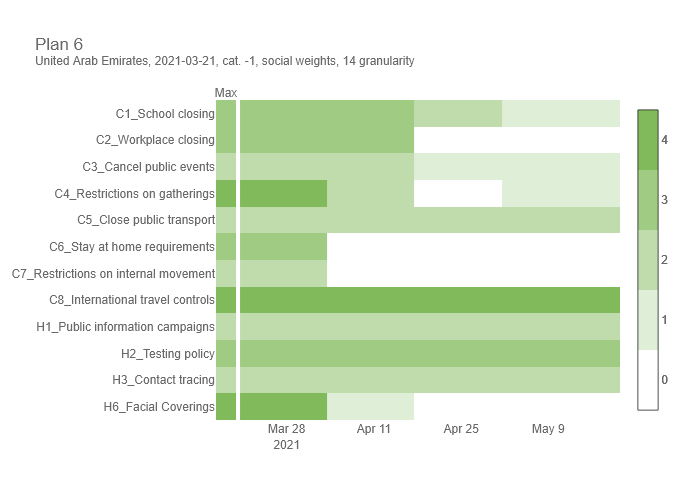 Plan 6
United Arab Emirates, 2021-03-21, cat. -1, social weights, 14 granularity
Max
C1_School closing
C2_Workplace closing
C3_Cancel public events
C4_Restrictions on gatherings
C5_Close public transport
C6_Stay at home requirements
C7_Restrictions on internal movement
C8_International travel controls
H1_Public information campaigns
H2_Testing policy
H3_Contact tracing
H6_Facial Coverings
Mar 28 Apr 11 Apr 25 May 9
2021
4
3
2
1
0